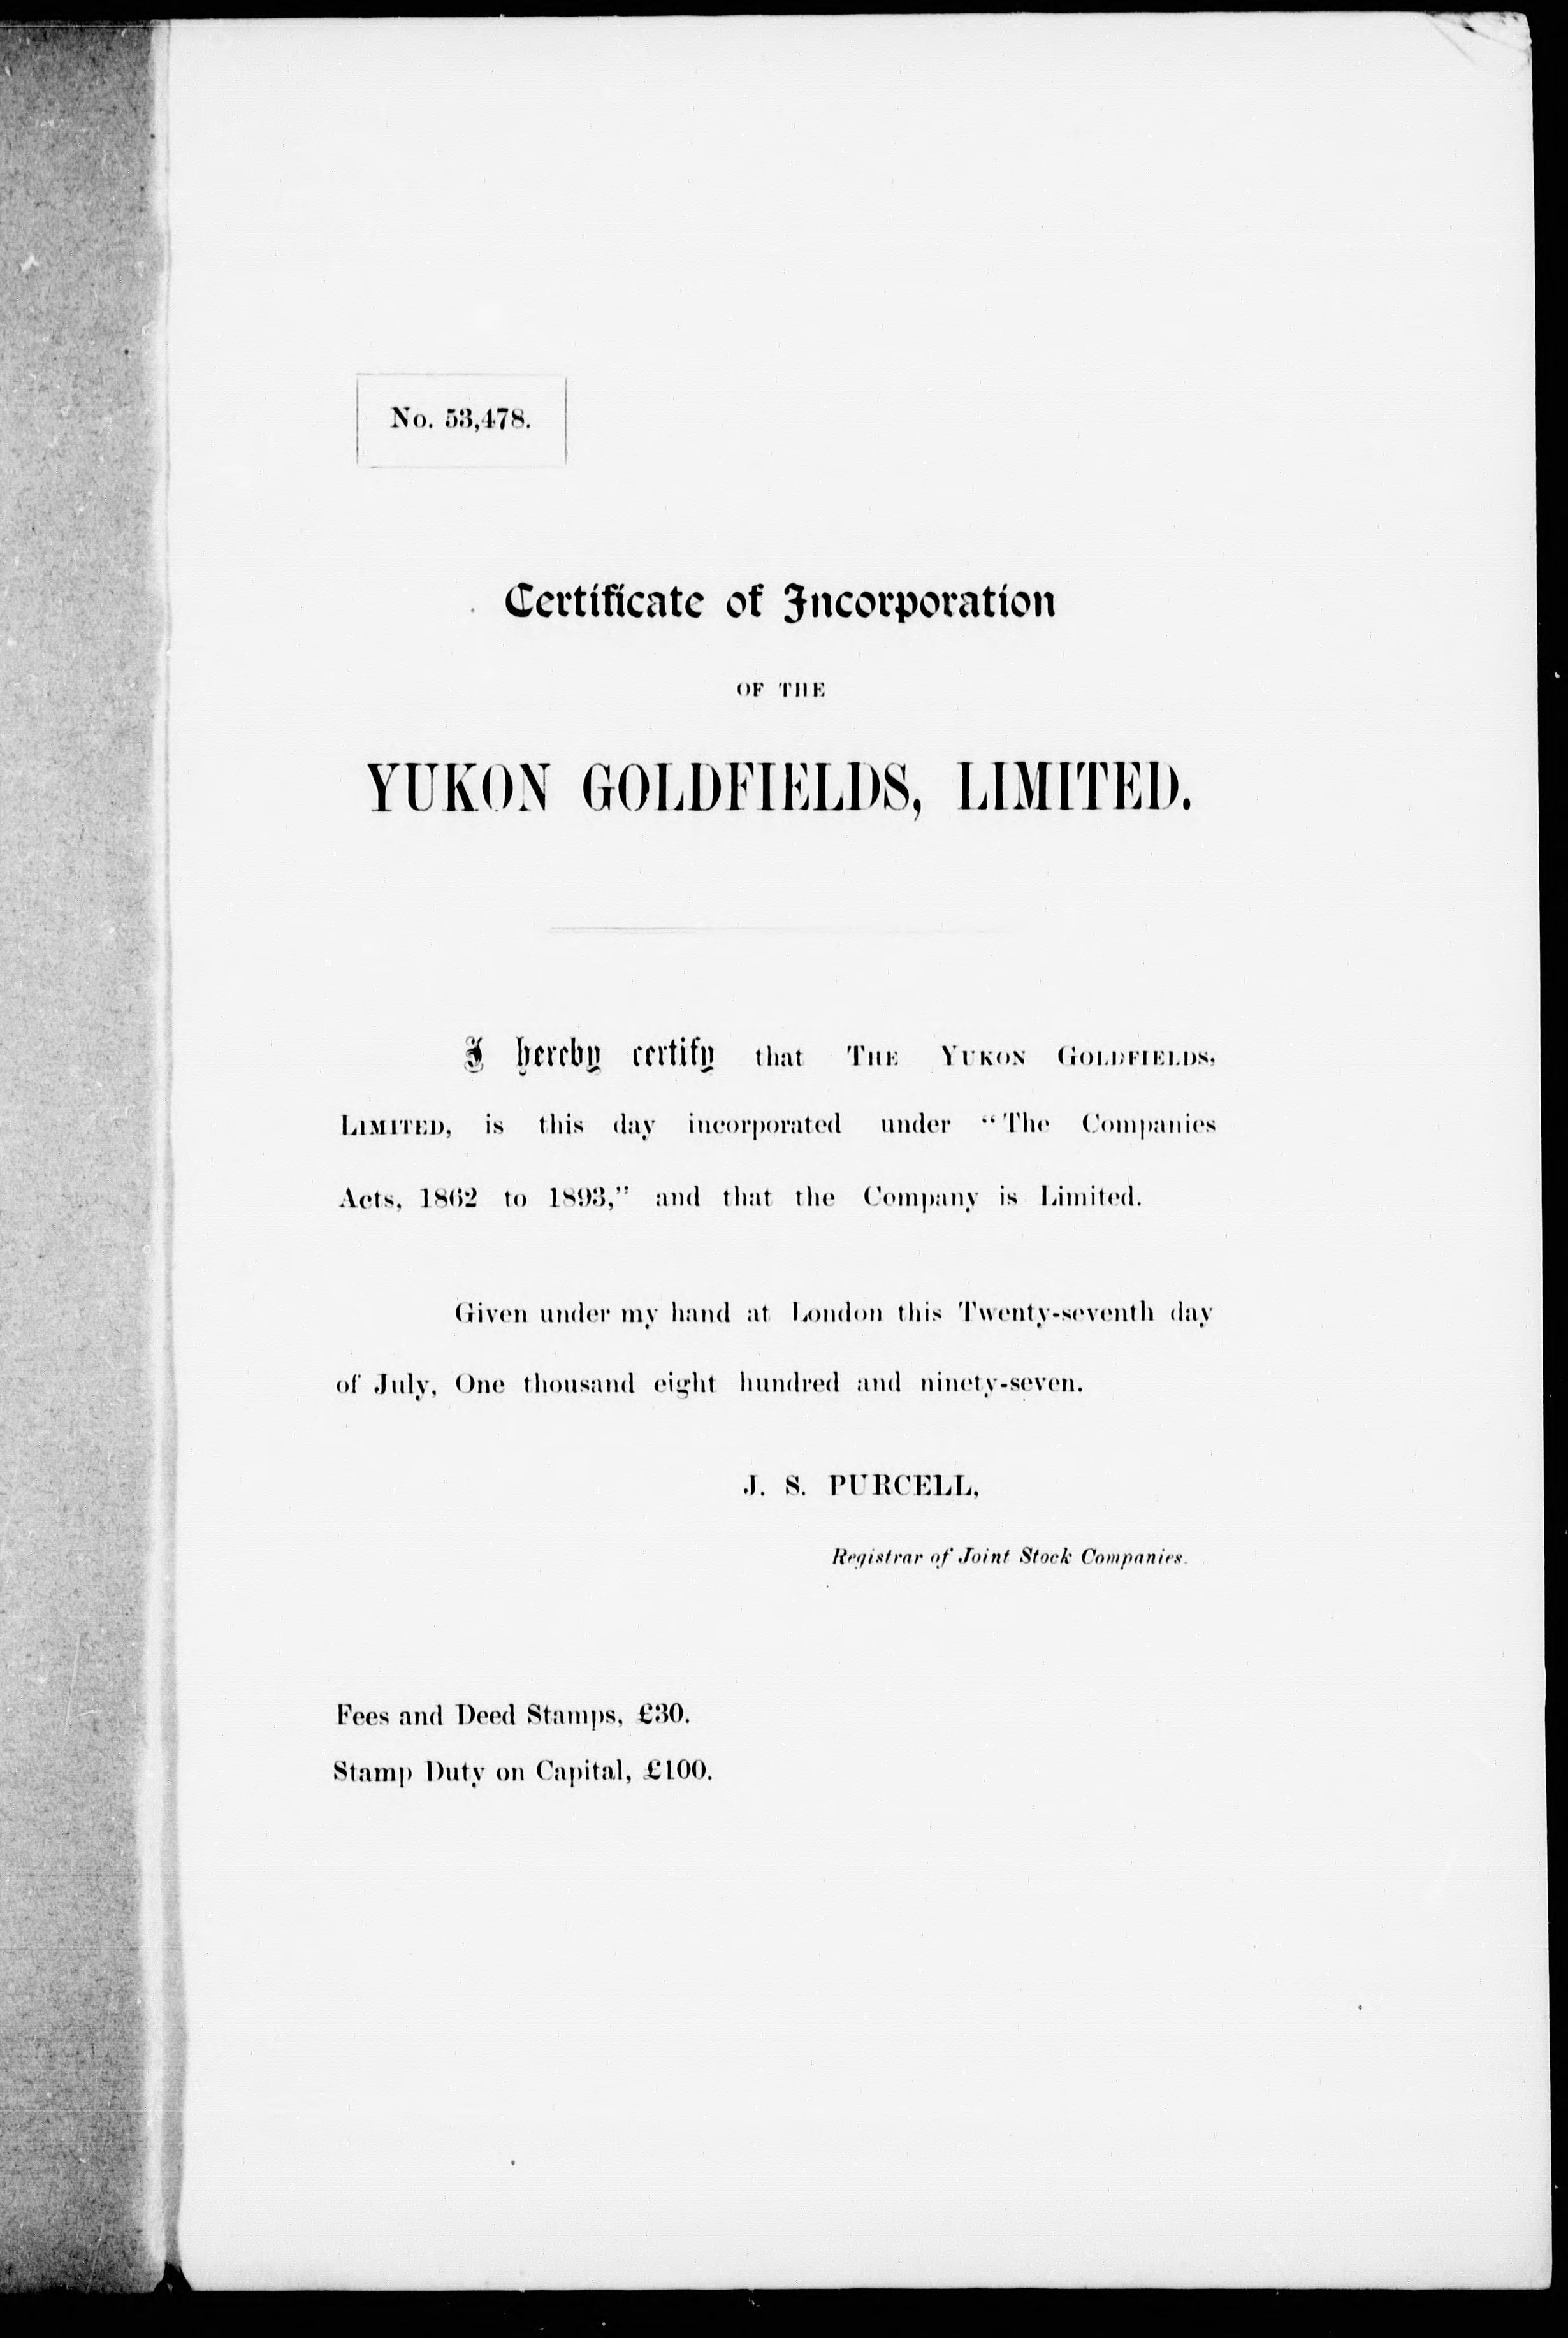 No. 53,478.
Certificate of Incorporation
OF THE
YUKON GOLDFIELDS, LIMITED.
I hereby certify that THE YUKON GOLDFIELDS,
LIMITED, is this day incorporated under “The Companies
Acts, 1862 to 1893,” and that the Company is Limited.
Given under my hand at London this Twenty-seventh day
of July, One thousand eight hundred and ninety-seven.
J. S. PURCELL,
Registrar of Joint Stock Companies.
Fees and Deed Stamps, £30.
Stamp Duty on Capital, £100.